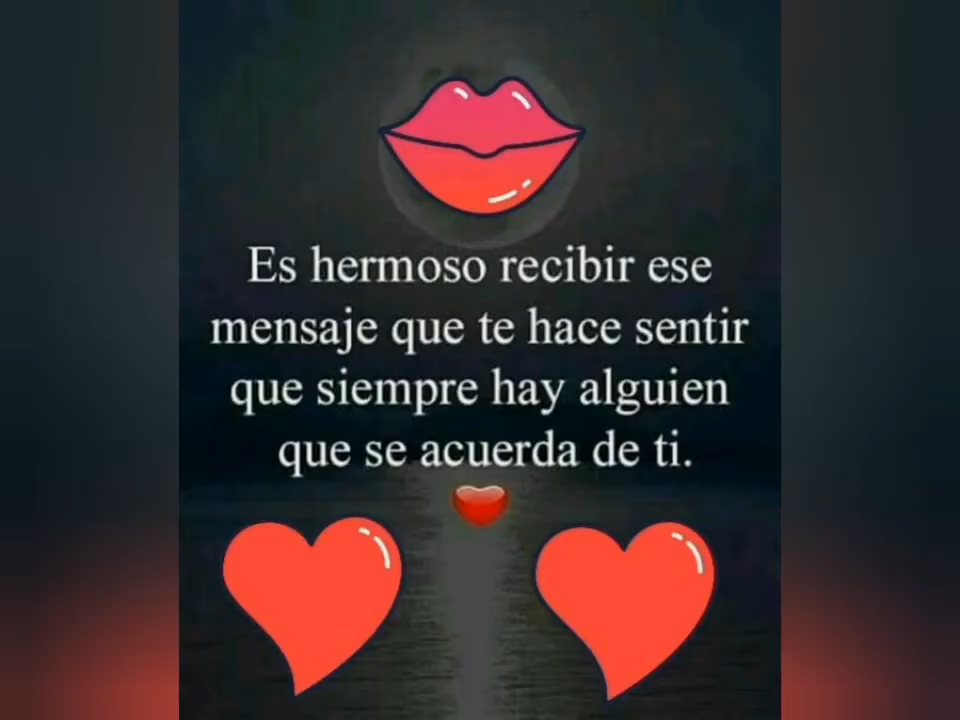 Es hermoso recibir ese
mensaje que te hace sentir
que siempre hay alguien
que se acuerda de ti.